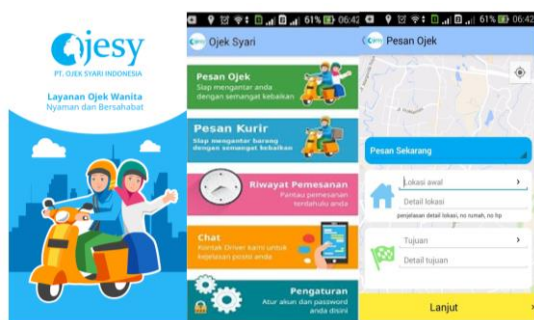 Ojesy
PT. OJEK SYARI INDONESIA
Layanan Ojek Wanita
Nyaman dan Bersahabat
61% 06:42
Ojek Syari
Pesan Ojek
Siap mengantar anda
dengan semangat kebaikan
Pesan Kurir
Siap mengantar barang
dengan semangat kebaikan
Riwayat Pemesanan
Pantau pemesanan
terdahulu anda
Chat
Kontak Driver kami untuk
kejelasan posisi anda
Pengaturan
Atur akun dan password
anda disini
61% 06:42
Pesan Ojek
Pesan Sekarang
Lokasi awal
Detail lokasi
penjelasan detail lokasi, no rumah, no hp
Tujuan
Detail tujuan
Lanjut